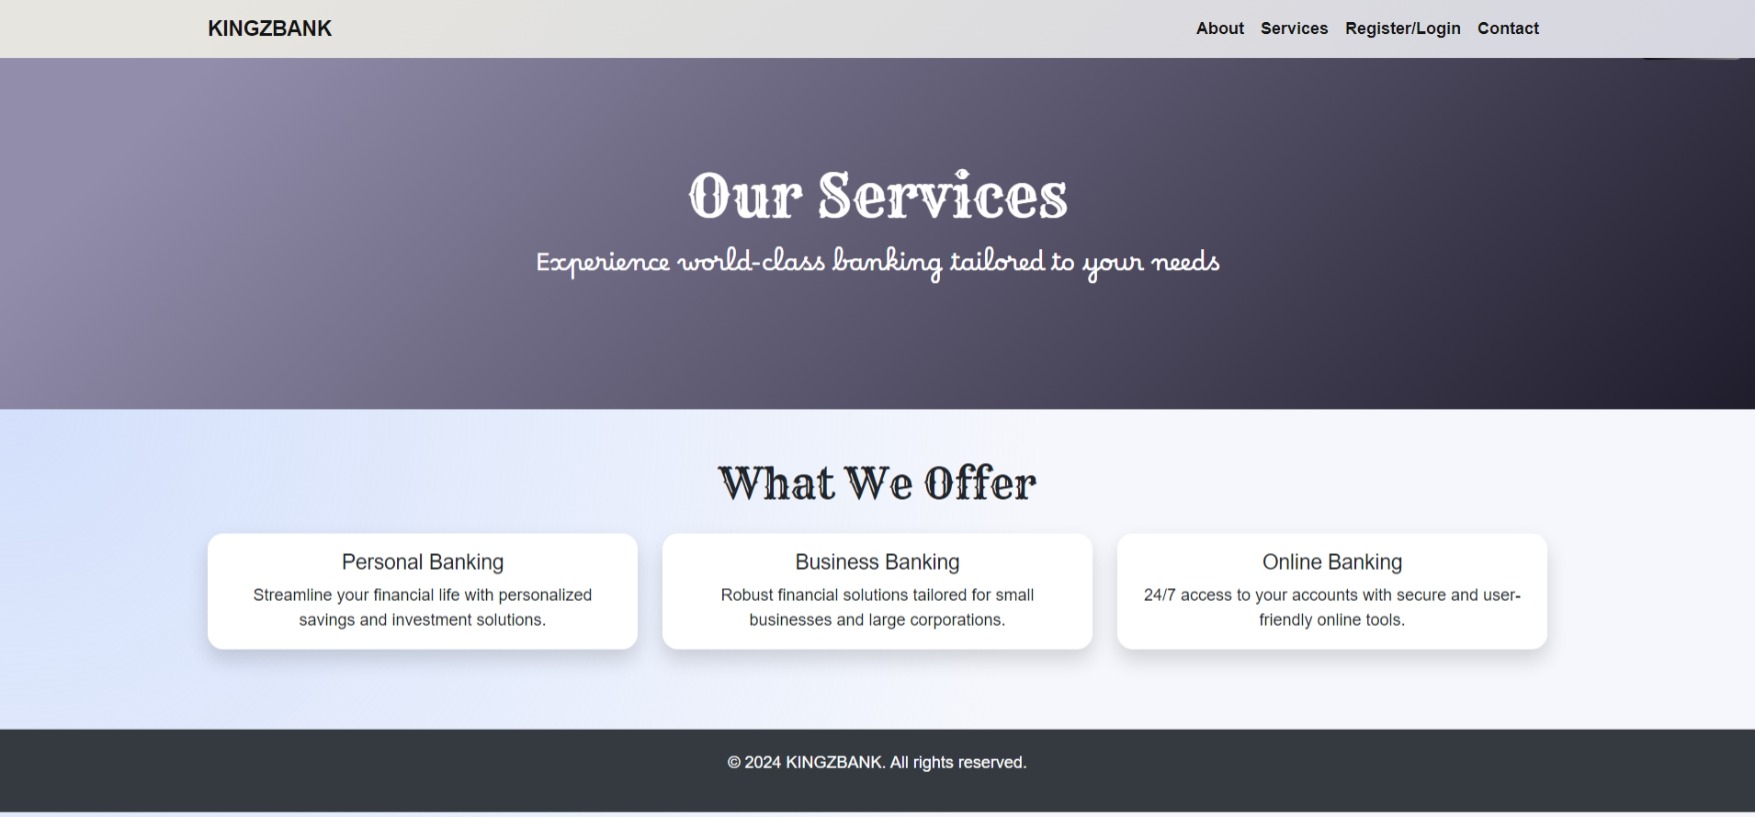 KINGZBANK
About Services Register/Login Contact
Our Services
Experience world-class banking tailored to your needs
What We Offer
Personal Banking
Streamline your financial life with personalized
savings and investment solutions.
Business Banking
Robust financial solutions tailored for small
businesses and large corporations.
Online Banking
24/7 access to your accounts with secure and user-
friendly online tools.
© 2024 KINGZBANK. All rights reserved.